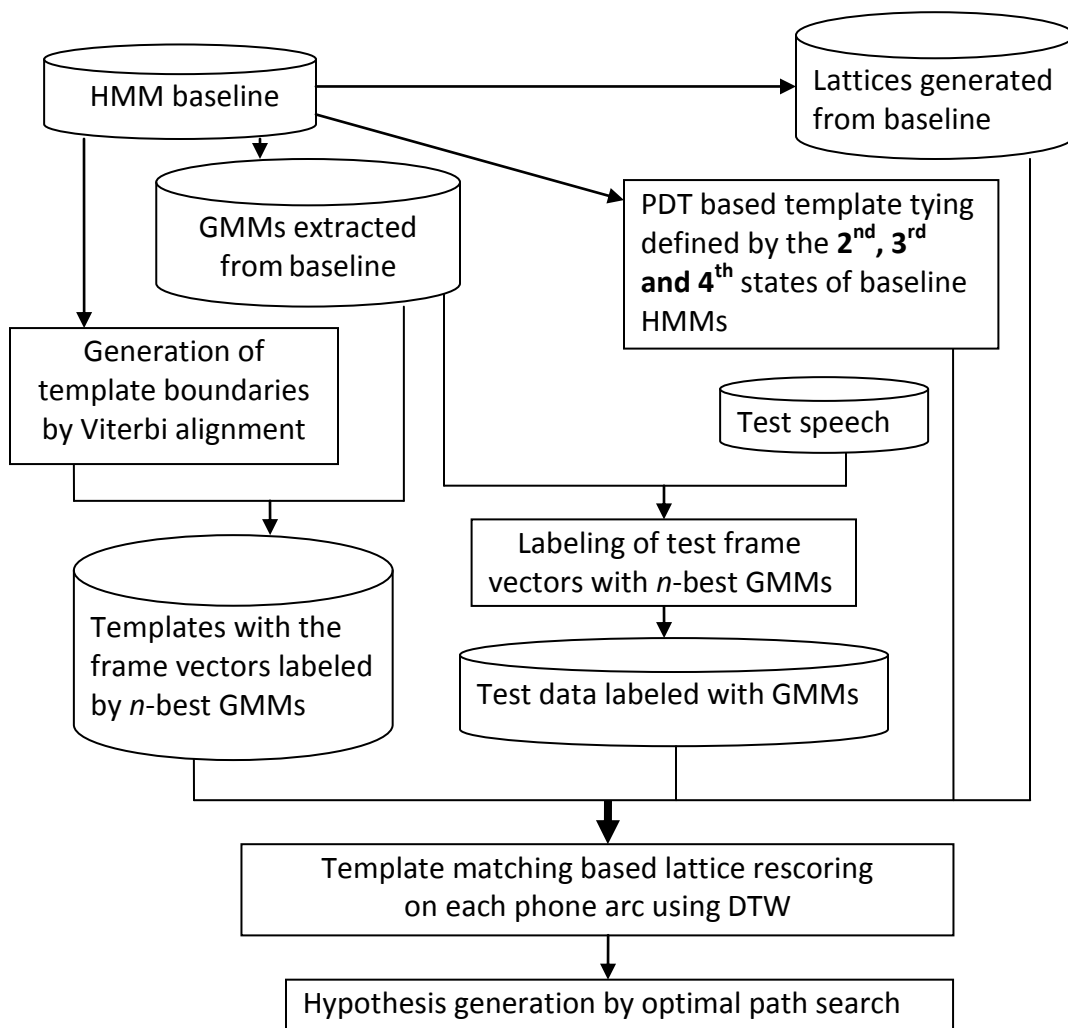 HMM baseline
Lattices generated
from baseline
GMMs extracted
from baseline
PDT based template tying
defined by the 2nd, 3rd
and 4th states of baseline
HMMs
Generation of
template boundaries
by Viterbi alignment
Test speech
Labeling of test frame
vectors with n-best GMMs
Templates with the
frame vectors labeled
by n-best GMMs
Test data labeled with GMMs
Template matching based lattice rescoring
on each phone arc using DTW
Hypothesis generation by optimal path search